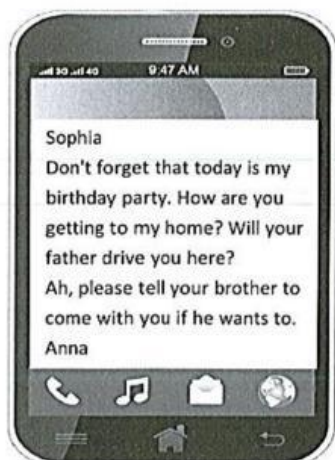 3G 4G 9:47 AM
Sophia
Don't forget that today is my
birthday party. How are you
getting to my home? Will your
father drive you here?
Ah, please tell your brother to
come with you if he wants to.
Anna